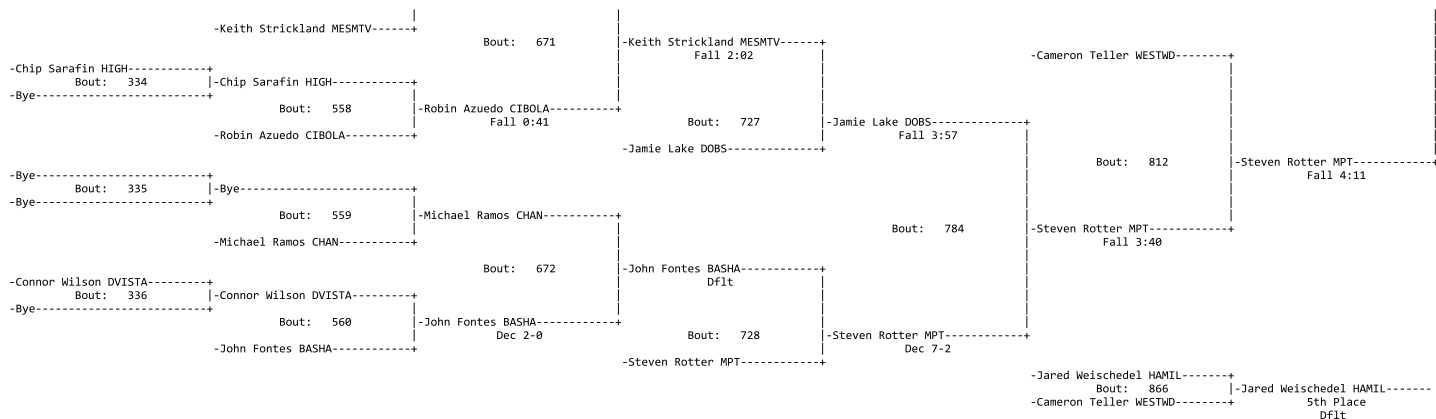 -Keith Strickland MESMTV------+
Bout: 671 |-Keith Strickland MESMTV------+
Fall 2:02 -Cameron Teller WESTWD--------+
-Chip Sarafin HIGH------------+
Bout: 334 |-Chip Sarafin HIGH------------+
-Bye--------------------------+
Bout: 558 |-Robin Azuedo CIBOLA----------+
Fall 0:41 Bout: 727 |-Jamie Lake DOBS--------------+
-Robin Azuedo CIBOLA----------+ Fall 3:57
-Jamie Lake DOBS--------------+
Bout: 812 |-Steven Rotter MPT------------+
-Bye--------------------------+ Fall 4:11
Bout: 335 |-Bye--------------------------+
-Bye--------------------------+
Bout: 559 |-Michael Ramos CHAN-----------+
Bout: 784 |-Steven Rotter MPT------------+
-Michael Ramos CHAN-----------+ Fall 3:40
Bout: 672 |-John Fontes BASHA------------+
-Connor Wilson DVISTA---------+ Dflt
Bout: 336 |-Connor Wilson DVISTA---------+
-Bye--------------------------+
Bout: 560 |-John Fontes BASHA------------+
Dec 2-0 Bout: 728 |-Steven Rotter MPT------------+
-John Fontes BASHA------------+ Dec 7-2
-Steven Rotter MPT------------+
-Jared Weischedel HAMIL-------+
Bout: 866 |-Jared Weischedel HAMIL-------
-Cameron Teller WESTWD--------+ 5th Place
Dflt